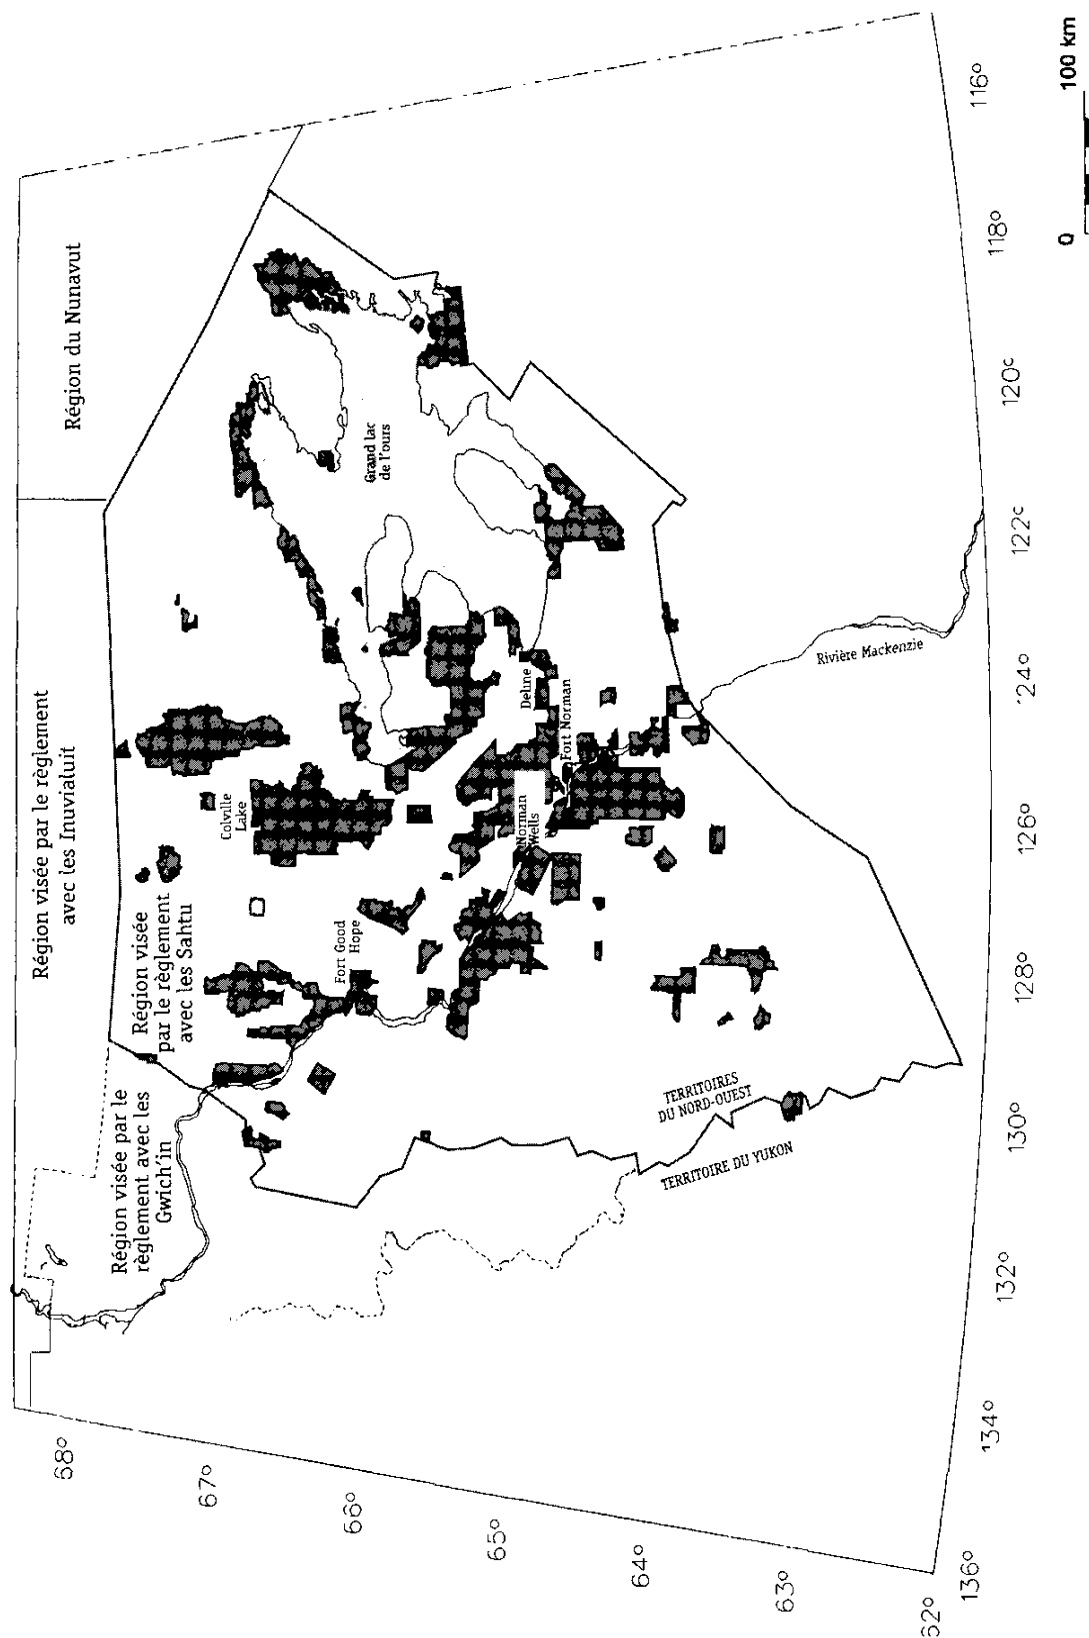 Région visée par le règlement
avec les Inuvialuit
Région du Nunavut
Région visée par le
règlement avec les
Gwich'in
Région visée
par le règlement
avec les Sahtu
Colville
Lake
Grand lac
de l'ours
Fort Good
Hope
Norman
Wells
Deline
Fort Norman
Rivière Mackenzie
TERRITOIRES
DU NORD-OUEST
TERRITOIRE DU YUKON
68°
67°
66°
65°
64°
63°
62°
136°
134°
132°
130°
128°
126°
124°
122°
120°
118°
116°
0
100 km